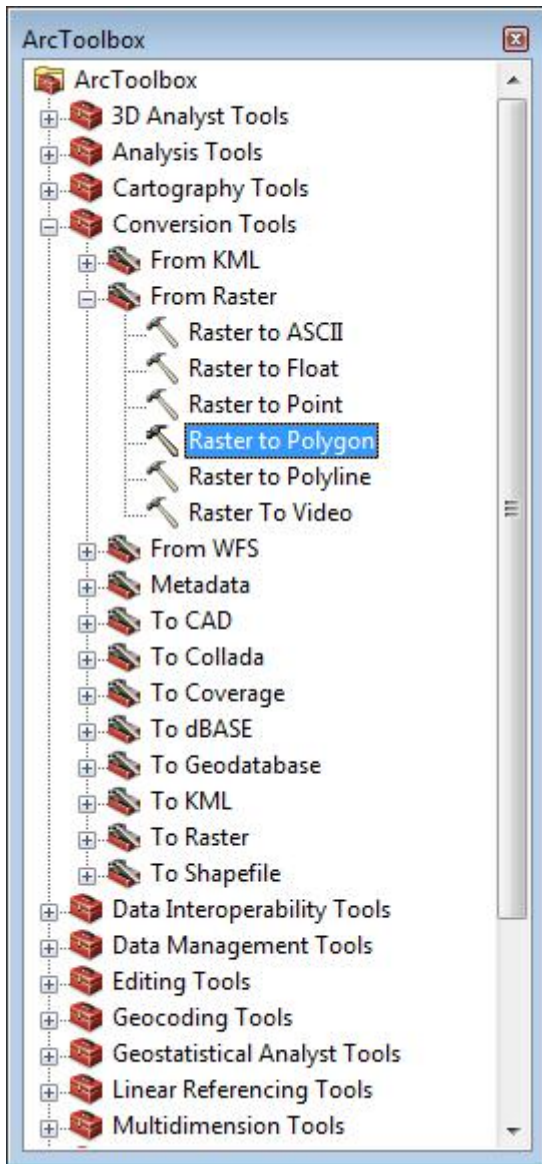 ArcToolbox
ArcToolbox
3D Analyst Tools
Analysis Tools
Cartography Tools
Conversion Tools
From KML
From Raster
Raster to ASCII
Raster to Float
Raster to Point
Raster to Polygon
Raster to Polyline
Raster To Video
From WFS
Metadata
To CAD
To Collada
To Coverage
To dBASE
To Geodatabase
To KML
To Raster
To Shapefile
Data Interoperability Tools
Data Management Tools
Editing Tools
Geocoding Tools
Geostatistical Analyst Tools
Linear Referencing Tools
Multidimension Tools